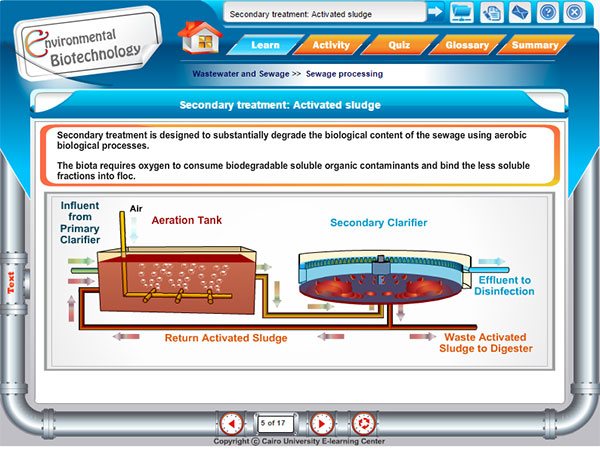 Secondary treatment: Activated sludge
Environmental
Biotechnology
Learn
Activity
Quiz
Glossary
Summary
Wastewater and Sewage >> Sewage processing
Secondary treatment: Activated sludge
Secondary treatment is designed to substantially degrade the biological content of the sewage using aerobic
biological processes.
The biota requires oxygen to consume biodegradable soluble organic contaminants and bind the less soluble
fractions into floc.
Influent
from
Primary
Clarifier
Air
Aeration Tank
Secondary Clarifier
Effluent to
Disinfection
Return Activated Sludge
Waste Activated
Sludge to Digester
Text
5 of 17
Copyright © Cairo University E-learning Center